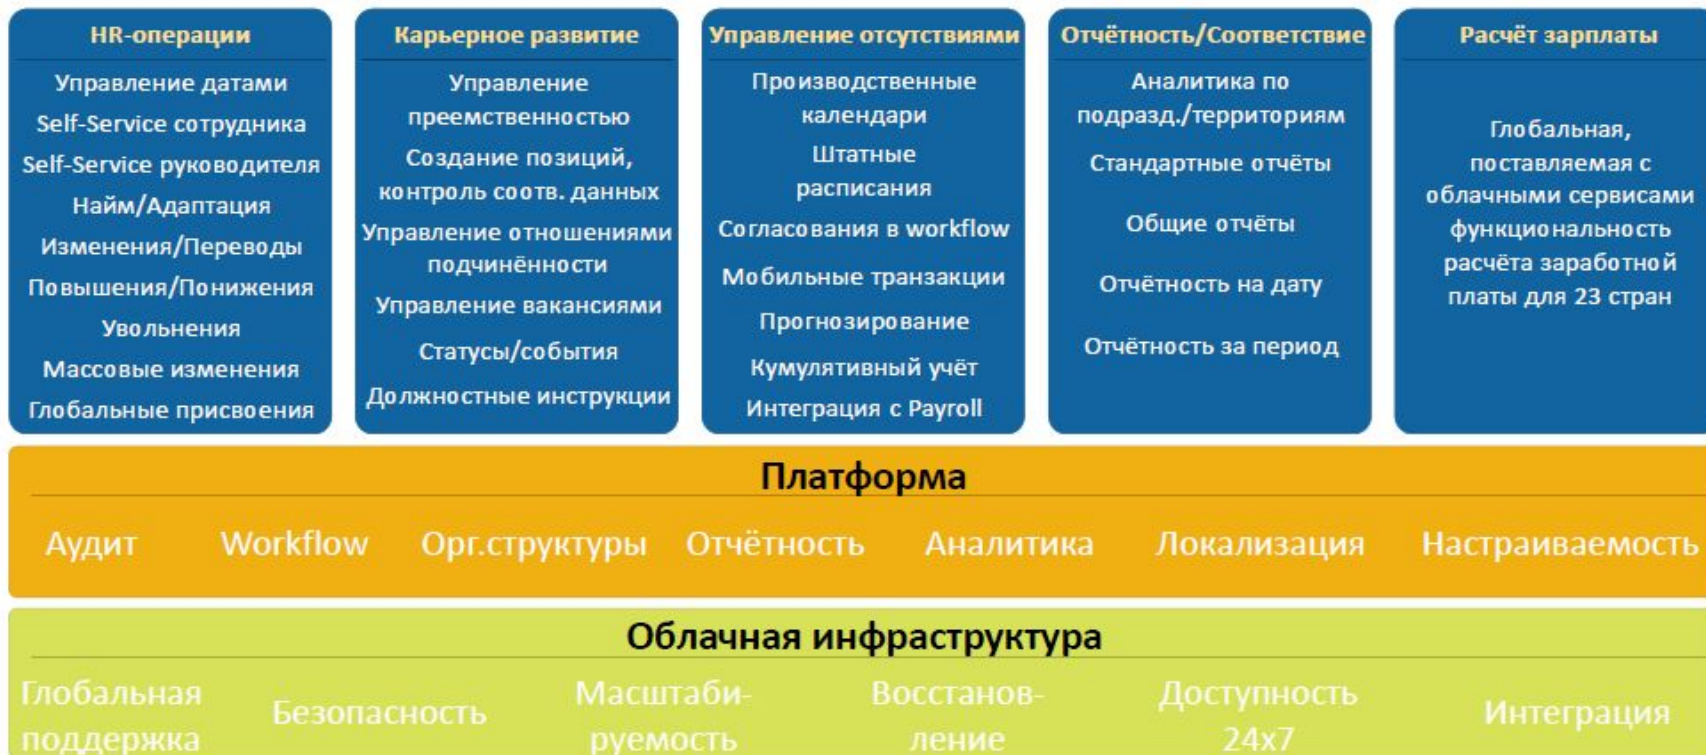 HR-операции
Управление датами
Self-Service сотрудника
Self-Service руководителя
Найм/Адаптация
Изменения/Переводы
Повышения/Понижения
Увольнения
Массовые изменения
Глобальные присвоения
Карьерное развитие
Управление
преемственностью
Создание позиций,
контроль соотв. данных
Управление отношениями
подчинённости
Управление вакансиями
Статусы/события
Должностные инструкции
Управление отсутствиями
Производственные
календари
Штатные
расписания
Согласования в workflow
Мобильные транзакции
Прогнозирование
Кумулятивный учёт
Интеграция с Payroll
Отчётность/Соответствие
Аналитика по
подразд./территориям
Стандартные отчёты
Общие отчёты
Отчётность на дату
Отчётность за период
Расчёт зарплаты
Глобальная,
поставляемая с
облачными сервисами
функциональность
расчёта заработной
платы для 23 стран
Платформа
Аудит Workflow Орг.структуры Отчётность Аналитика Локализация Настраиваемость
Облачная инфраструктура
Глобальная
поддержка
Безопасность
Масштаби-
руемость
Восстанов-
ление
Доступность
24x7
Интеграция